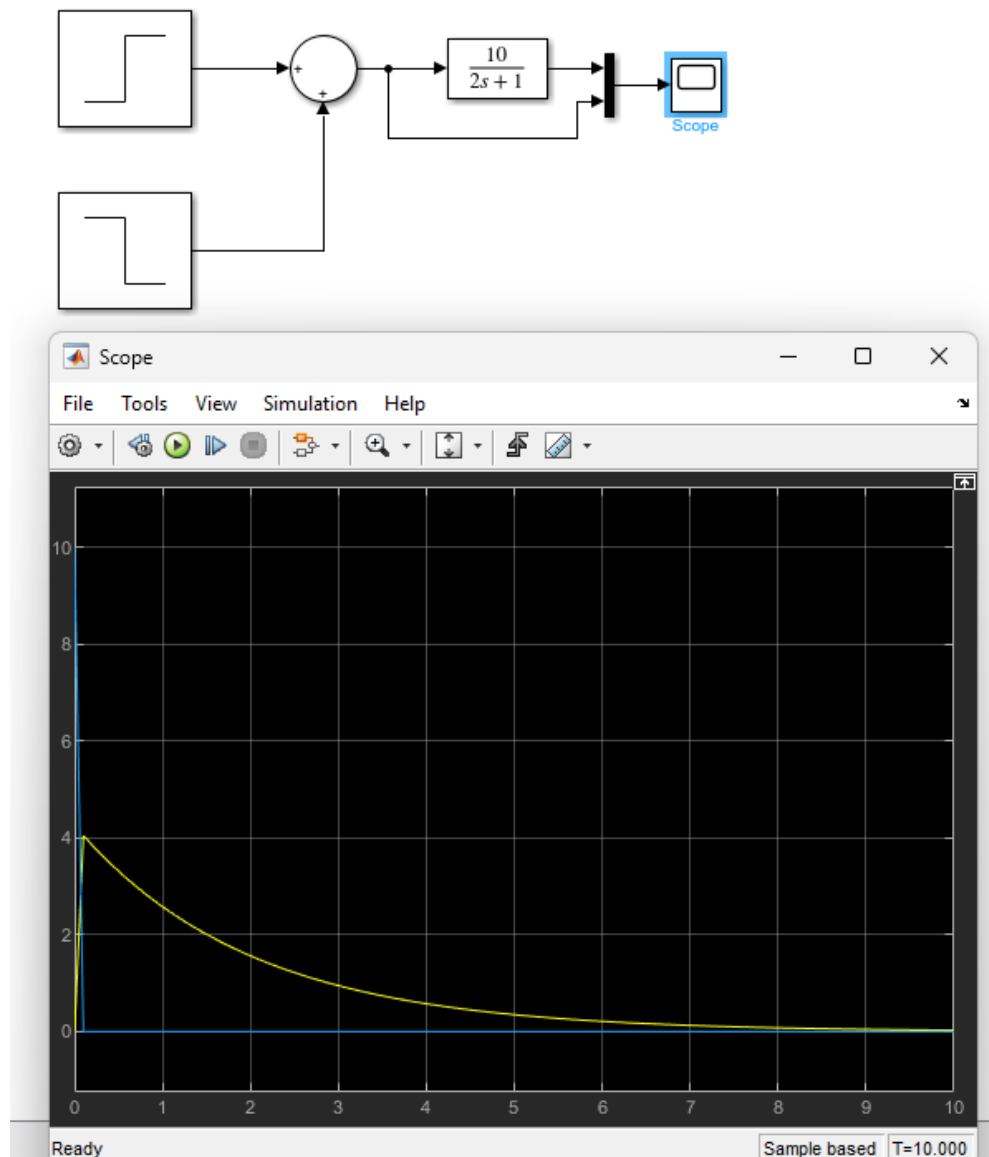 +
+
10
2s + 1
Scope
Scope
File Tools View Simulation Help
10
8
6
4
2
0
0 1 2 3 4 5 6 7 8 9 10
Ready Sample based T=10.000